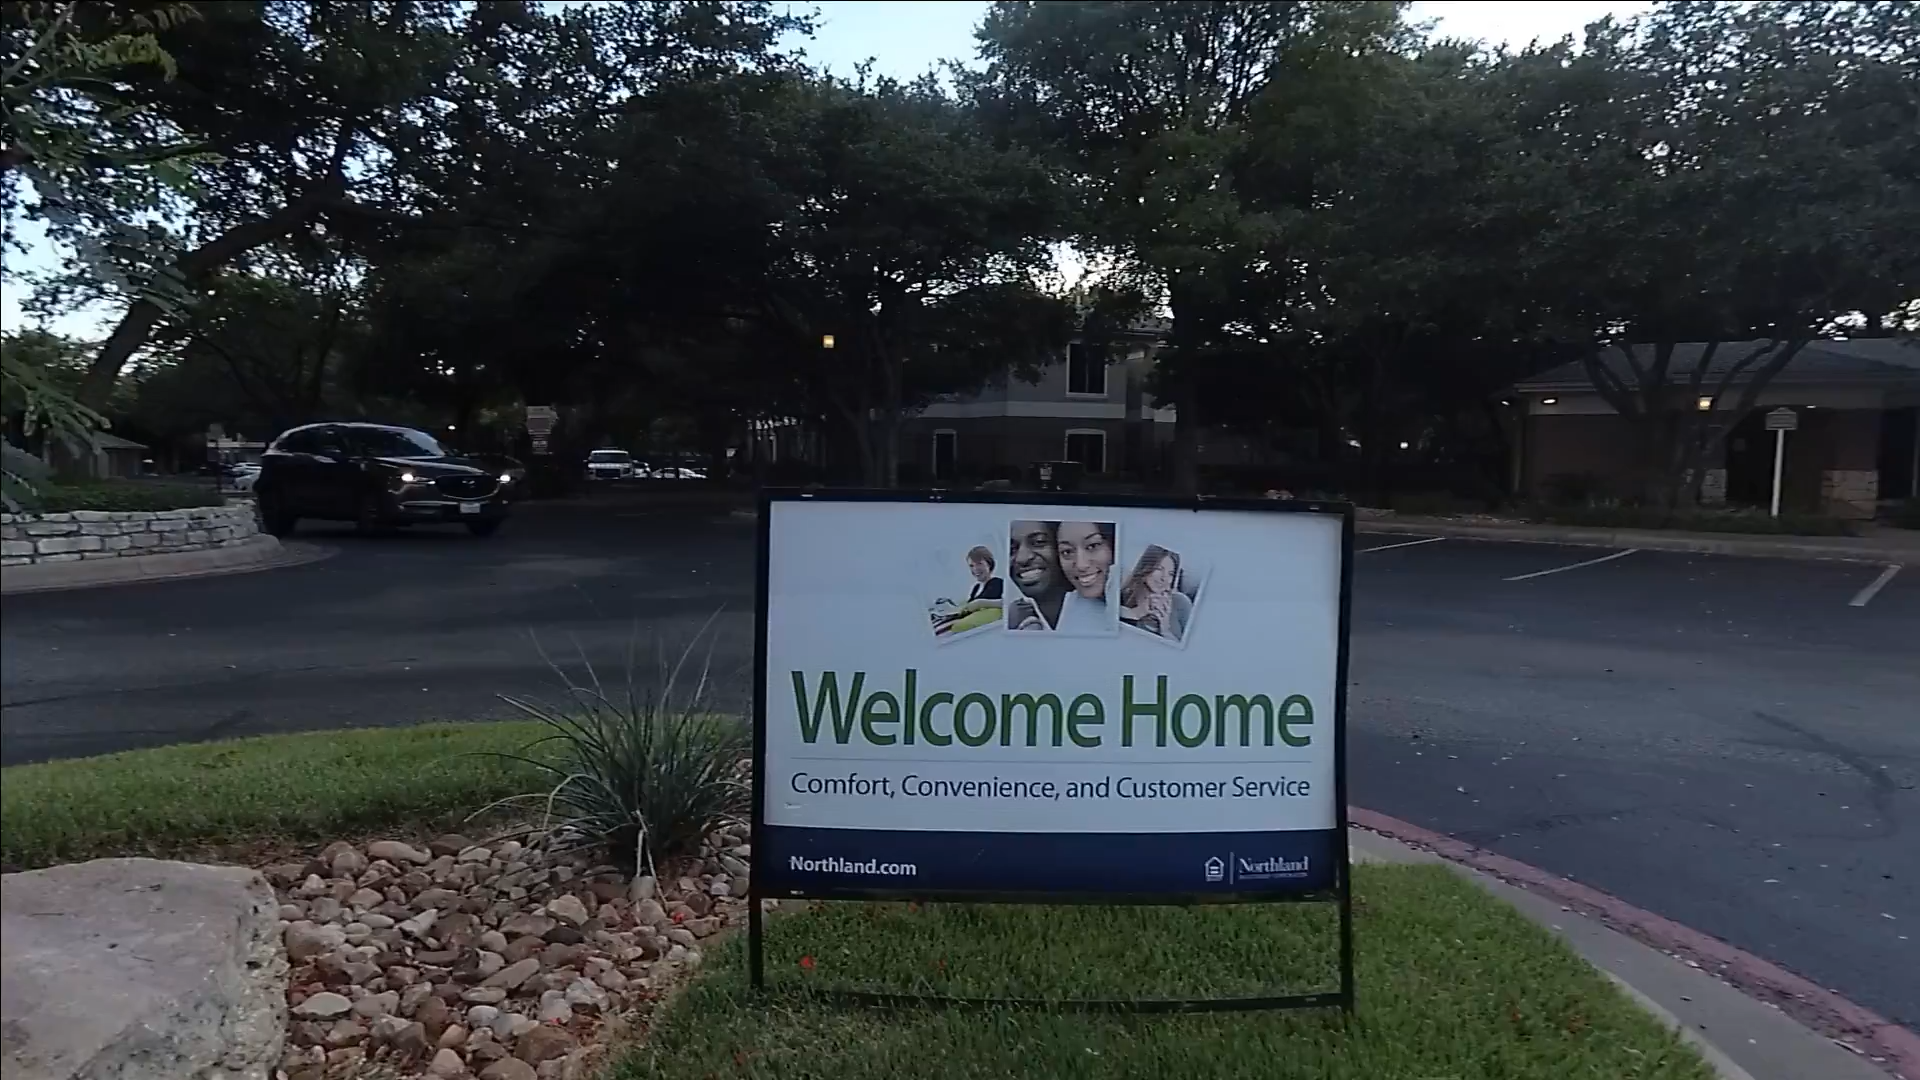 Welcome Home
Comfort, Convenience, and Customer Service
Northland.com
Northland